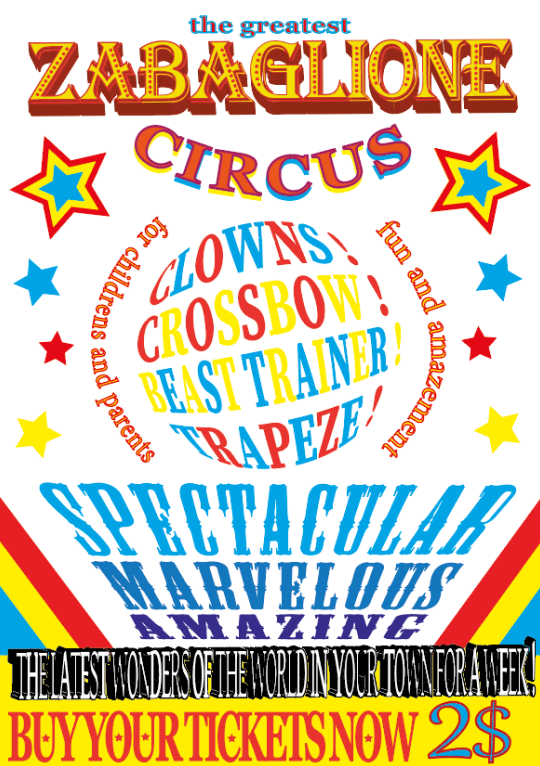 the greatest
ZABAGLIONE
CIRCUS
for childrens and parents
CLOWNS!
CROSSBOW!
BEAST TRAINER!
TRAPEZE!
fun and amazement
SPECTACULAR
MARVELOUS
AMAZING
THE LATEST WONDERS OF THE WORLD IN YOUR TOWN FOR A WEEK!
BUY YOUR TICKETS NOW 2$